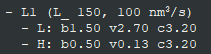 - L1 (L_ 150, 100 nm³/s)
- L: b1.50 v2.70 c3.20
- H: b0.50 v0.13 c3.20